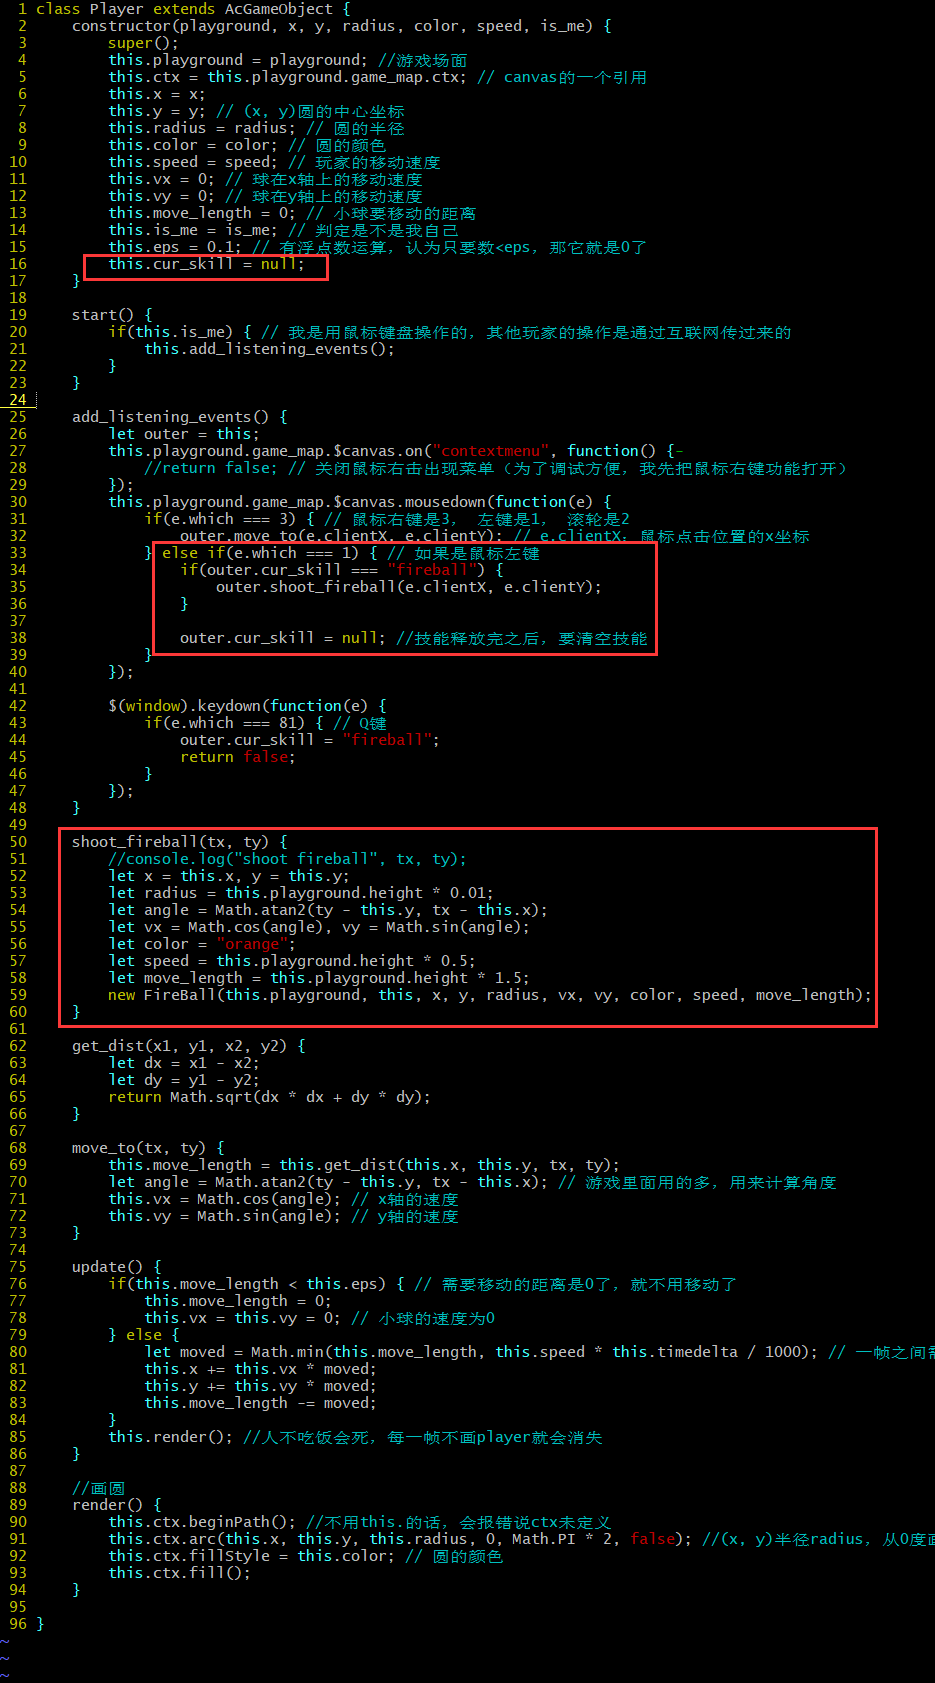 1 class Player extends AcGameObject {
2     constructor(playground, x, y, radius, color, speed, is_me) {
3         super();
4         this.playground = playground; //游戏场面
5         this.ctx = this.playground.game_map.ctx; // canvas的一个引用
6         this.x = x;
7         this.y = y; // (x, y)圆的中心坐标
8         this.radius = radius; // 圆的半径
9         this.color = color; // 圆的颜色
10         this.speed = speed; // 玩家的移动速度
11         this.vx = 0; // 球在x轴上的移动速度
12         this.vy = 0; // 球在y轴上的移动速度
13         this.move_length = 0; // 小球要移动的距离
14         this.is_me = is_me; // 判定是不是我自己
15         this.eps = 0.1; // 有浮点数运算，认为只要数<eps，那它就是0了
16         this.cur_skill = null;
17     }
18
19     start() {
20         if(this.is_me) { // 我是用鼠标键盘操作的，其他玩家的操作是通过互联网传过来的
21             this.add_listening_events();
22         }
23     }
24
25     add_listening_events() {
26         let outer = this;
27         this.playground.game_map.$canvas.on("contextmenu", function() {-
28             //return false; // 关闭鼠标右击出现菜单（为了调试方便，我先把鼠标右键功能打开）
29         });
30         this.playground.game_map.$canvas.mousedown(function(e) {
31             if(e.which === 3) { // 鼠标右键是3， 左键是1， 滚轮是2
32                 outer.move_to(e.clientX, e.clientY); // e.clientX，鼠标点击位置的x坐标
33             } else if(e.which === 1) { // 如果是鼠标左键
34                 if(outer.cur_skill === "fireball") {
35                     outer.shoot_fireball(e.clientX, e.clientY);
36                 }
37
38                 outer.cur_skill = null; //技能释放完之后，要清空技能
39             }
40         });
41
42         $(window).keydown(function(e) {
43             if(e.which === 81) { // Q键
44                 outer.cur_skill = "fireball";
45                 return false;
46             }
47         });
48     }
49
50     shoot_fireball(tx, ty) {
51         //console.log("shoot fireball", tx, ty);
52         let x = this.x, y = this.y;
53         let radius = this.playground.height * 0.01;
54         let angle = Math.atan2(ty - this.y, tx - this.x);
55         let vx = Math.cos(angle), vy = Math.sin(angle);
56         let color = "orange";
57         let speed = this.playground.height * 0.5;
58         let move_length = this.playground.height * 1.5;
59         new FireBall(this.playground, this, x, y, radius, vx, vy, color, speed, move_length);
60     }
61
62     get_dist(x1, y1, x2, y2) {
63         let dx = x1 - x2;
64         let dy = y1 - y2;
65         return Math.sqrt(dx * dx + dy * dy);
66     }
67
68     move_to(tx, ty) {
69         this.move_length = this.get_dist(this.x, this.y, tx, ty);
70         let angle = Math.atan2(ty - this.y, tx - this.x); // 游戏里面用的多，用来计算角度
71         this.vx = Math.cos(angle); // x轴的速度
72         this.vy = Math.sin(angle); // y轴的速度
73     }
74
75     update() {
76         if(this.move_length < this.eps) { // 需要移动的距离是0了，就不用移动了
77             this.move_length = 0;
78             this.vx = this.vy = 0; // 小球的速度为0
79         } else {
80             let moved = Math.min(this.move_length, this.speed * this.timedelta / 1000); // 一帧之间需
81             this.x += this.vx * moved;
82             this.y += this.vy * moved;
83             this.move_length -= moved;
84         }
85         this.render(); //人不吃饭会死，每一帧不画player就会消失
86     }
87
88     //画圆
89     render() {
90         this.ctx.beginPath(); //不用this.的话，会报错说ctx未定义
91         this.ctx.arc(this.x, this.y, this.radius, 0, Math.PI * 2, false); //(x, y)半径radius，从0度画
92         this.ctx.fillStyle = this.color; // 圆的颜色
93         this.ctx.fill();
94     }
95
96 }
~
~
~